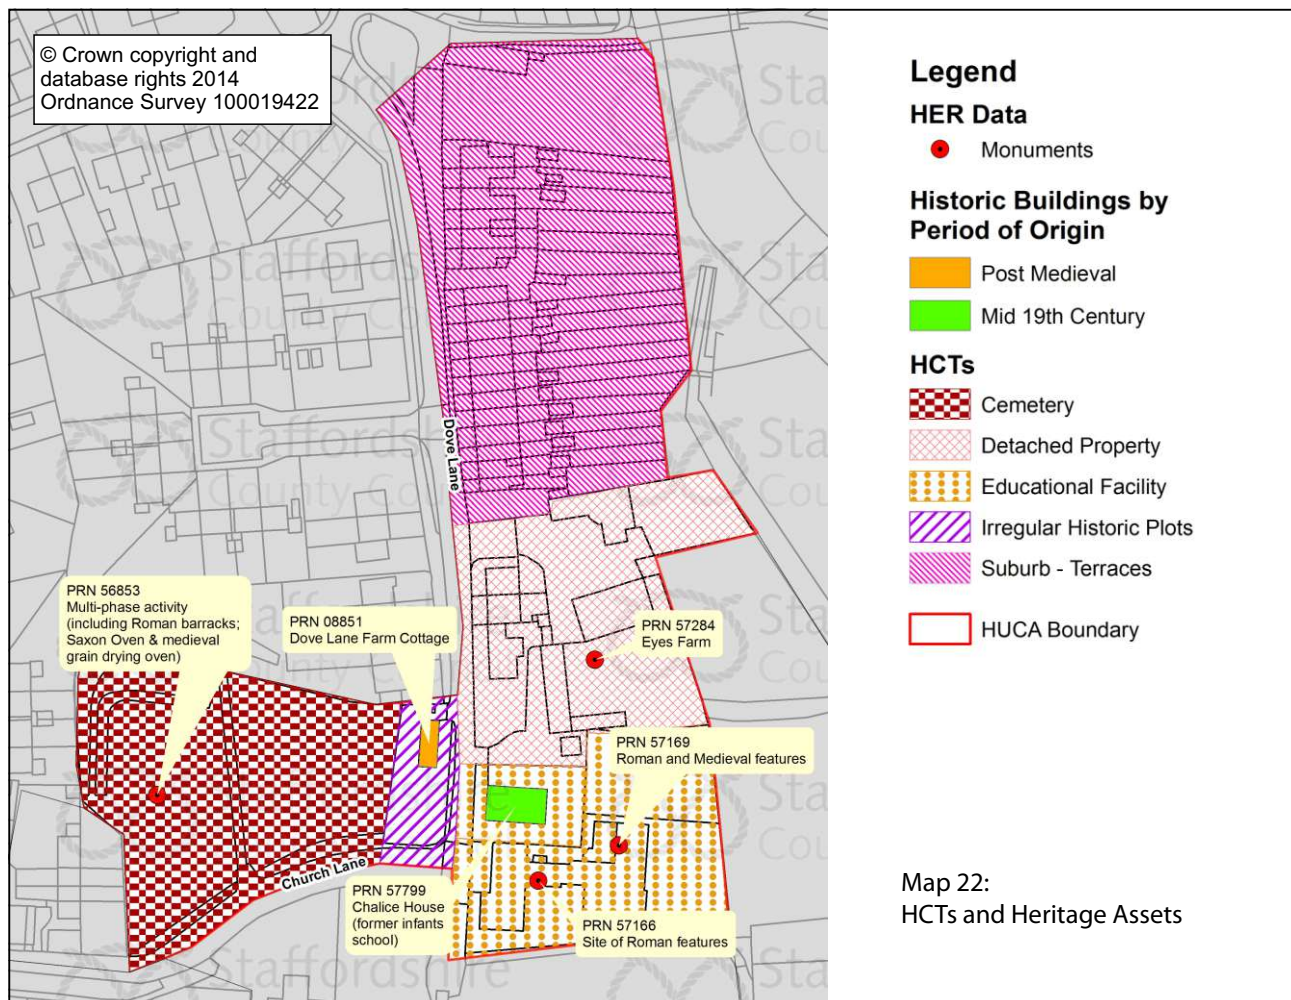 © Crown copyright and
database rights 2014
Ordnance Survey 100019422
Dove Lane
PRN 56853
Multi-phase activity
(including Roman barracks;
Saxon Oven & medieval
grain drying oven)
PRN 08851
Dove Lane Farm Cottage
PRN 57284
Eyes Farm
PRN 57169
Roman and Medieval features
Church Lane
PRN 57799
Chalice House
(former infants
school)
PRN 57166
Site of Roman features
Staffordshire
County Co
Legend
HER Data
Monuments
Historic Buildings by
Period of Origin
Post Medieval
Mid 19th Century
HCTs
Cemetery
Detached Property
Educational Facility
Irregular Historic Plots
Suburb - Terraces
HUCA Boundary
Map 22:
HCTs and Heritage Assets